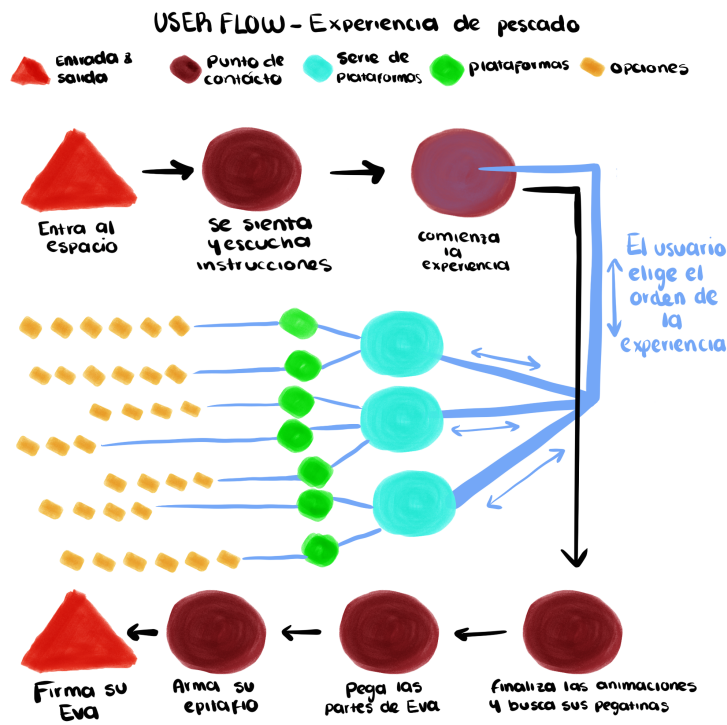 USER FLOW - Experiencia de pescado
Entrada &
salida
Punto de
contacto
Serie de
plataformas
plataformas
opciones
Entra al
espacio
se sienta
y escucha
instrucciones
comienza
la
experiencia
El usuario
elige el
orden de
la
experiencia
Firma su
Eva
Arma su
epilafio
Pega las
partes de Eva
finaliza las animaciones
y busca sus pegatinas